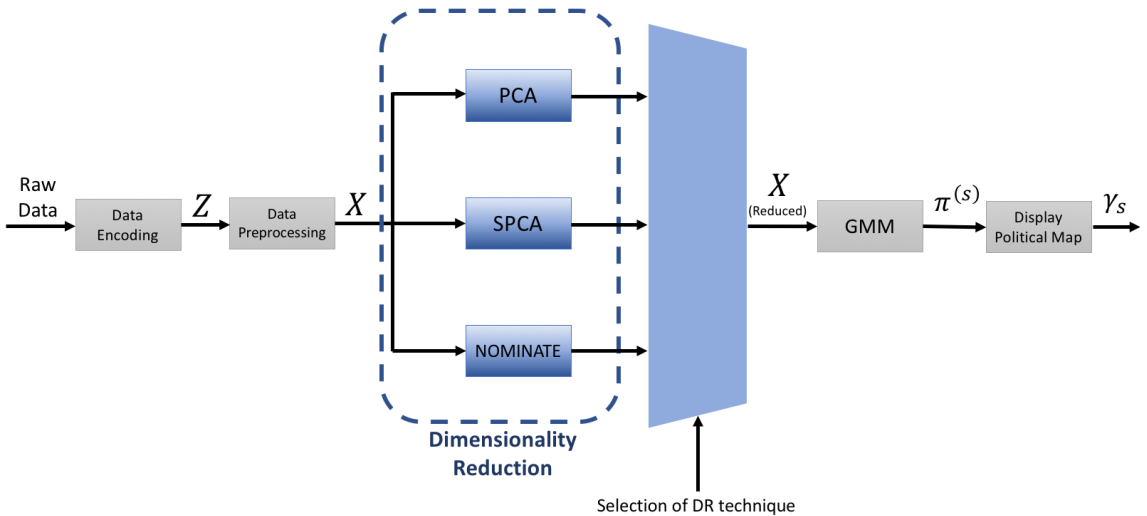 Raw
Data
Data
Encoding
Z
Data
Preprocessing
X
PCA
SPCA
NOMINATE
Dimensionality
Reduction
Selection of DR technique
X
(Reduced)
GMM
π^(s)
Display
Political Map
γ_s